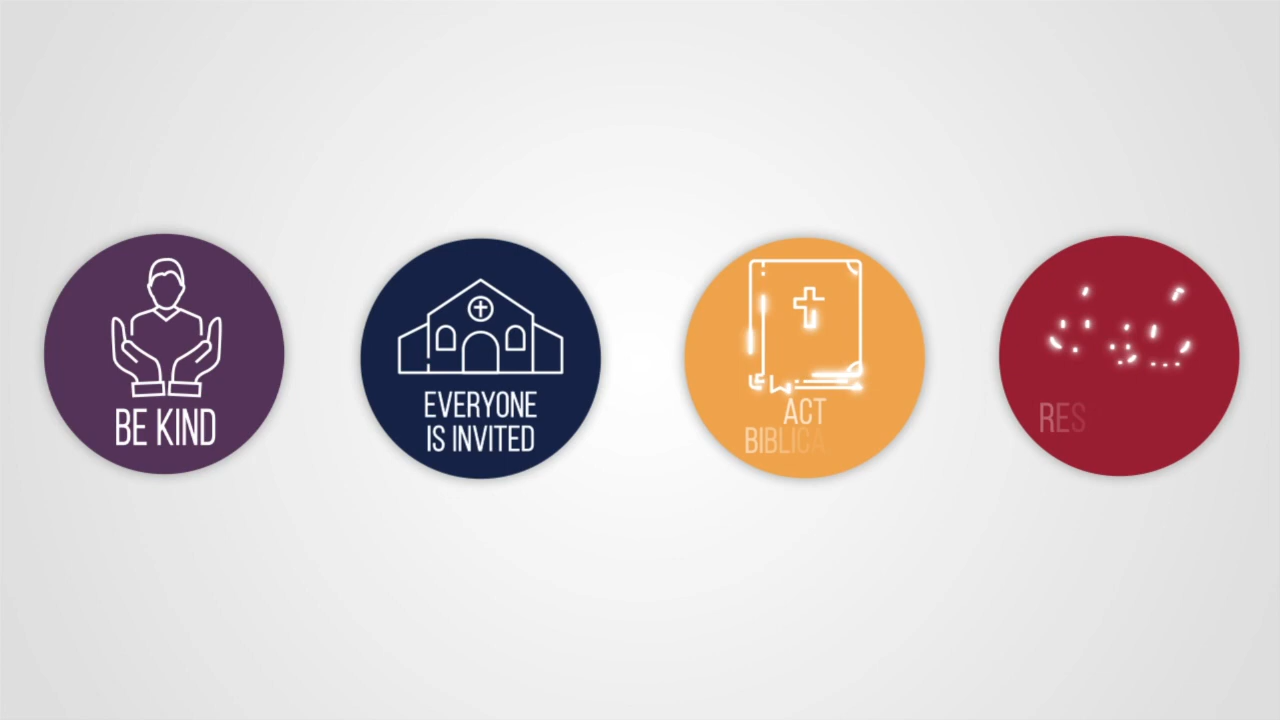 BE KIND
EVERYONE
IS INVITED
ACT
BIBLICA
RES